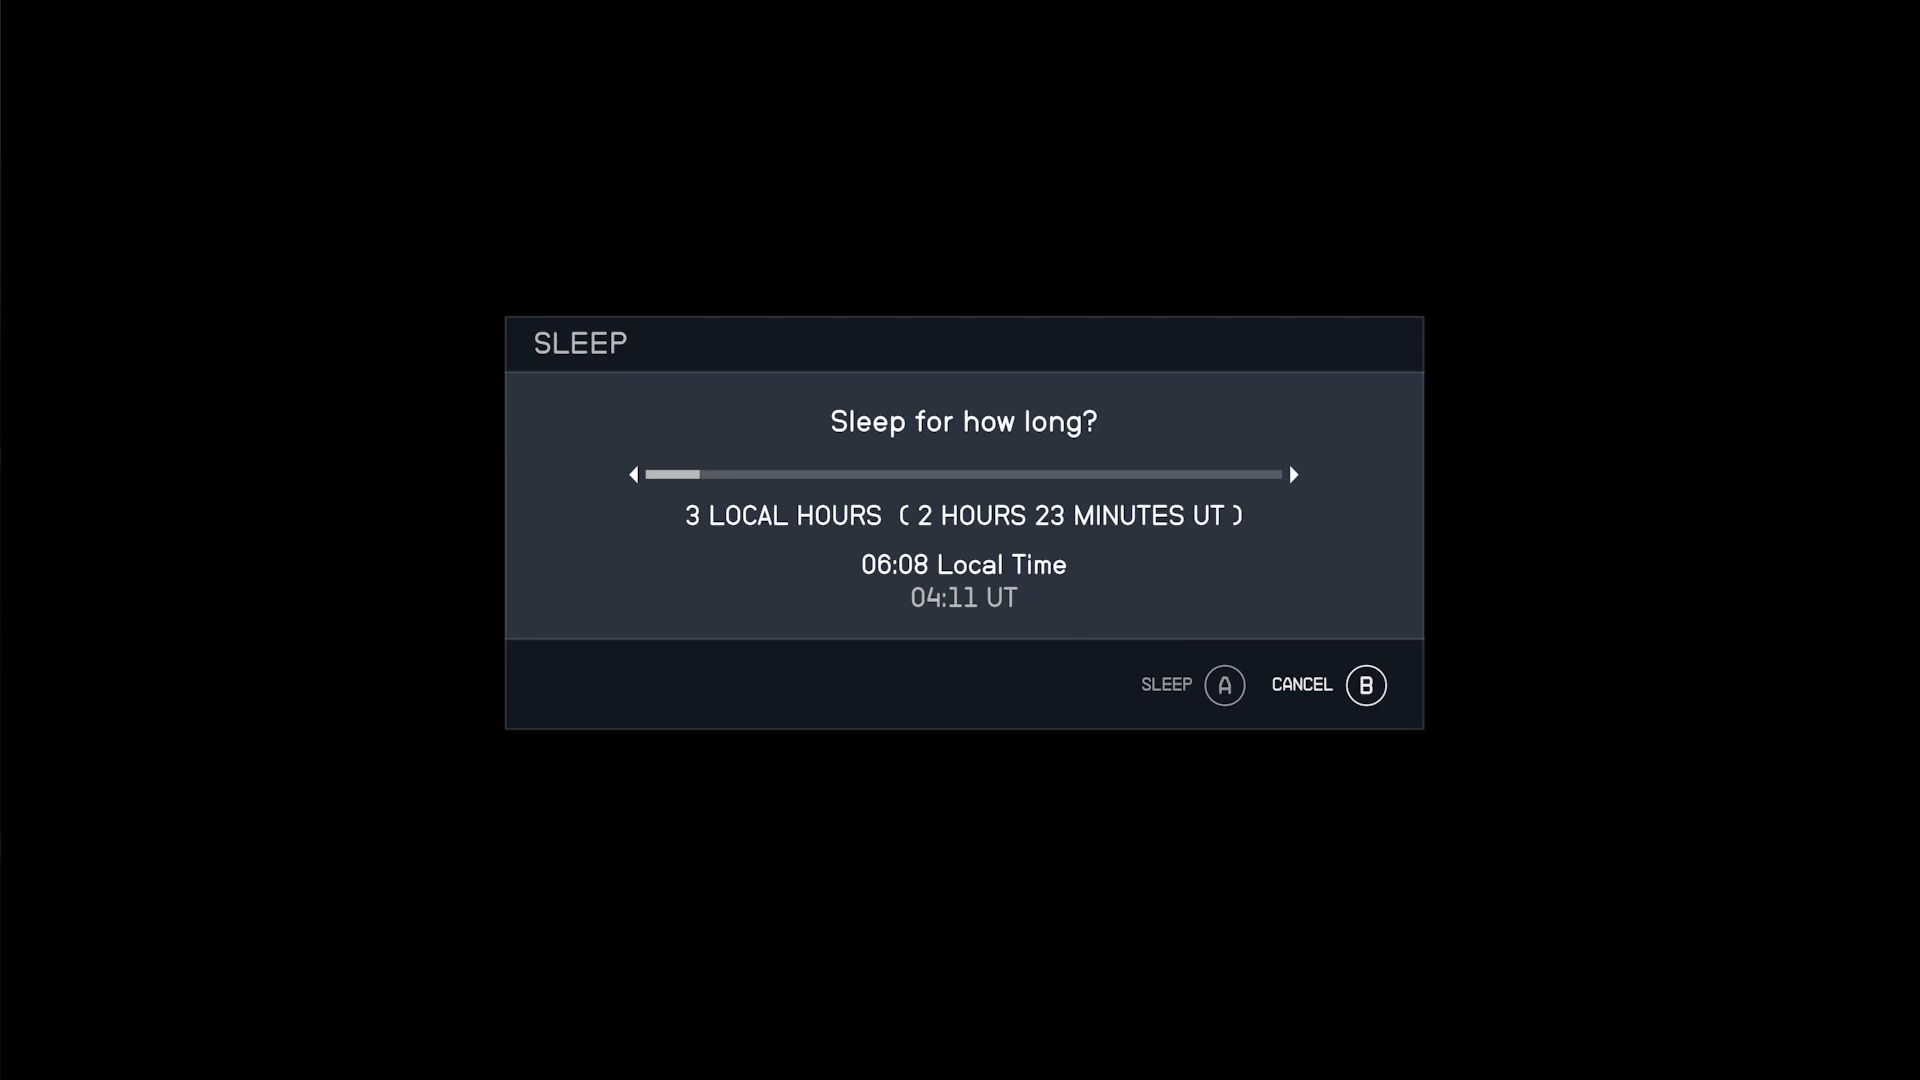 SLEEP
Sleep for how long?
3 LOCAL HOURS ( 2 HOURS 23 MINUTES UT )
06:08 Local Time
04:11 UT
SLEEP A CANCEL B